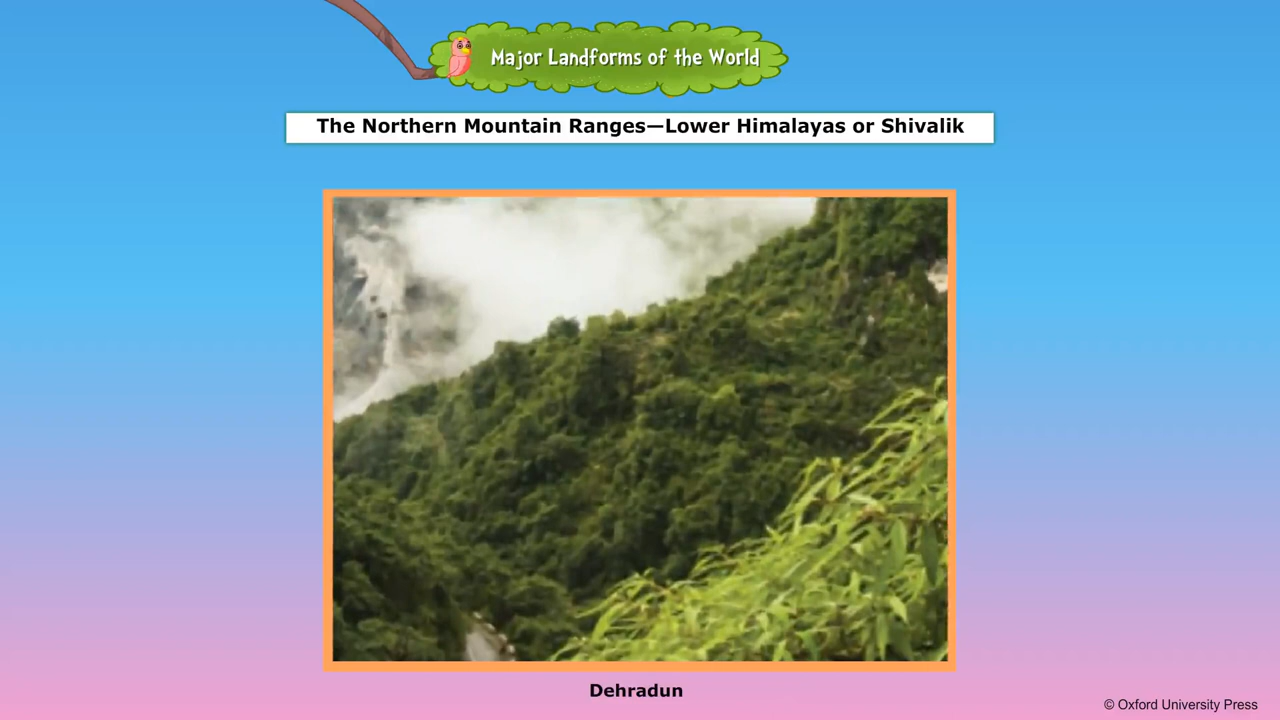 Major Landforms of the World
The Northern Mountain Ranges—Lower Himalayas or Shivalik
Dehradun
© Oxford University Press